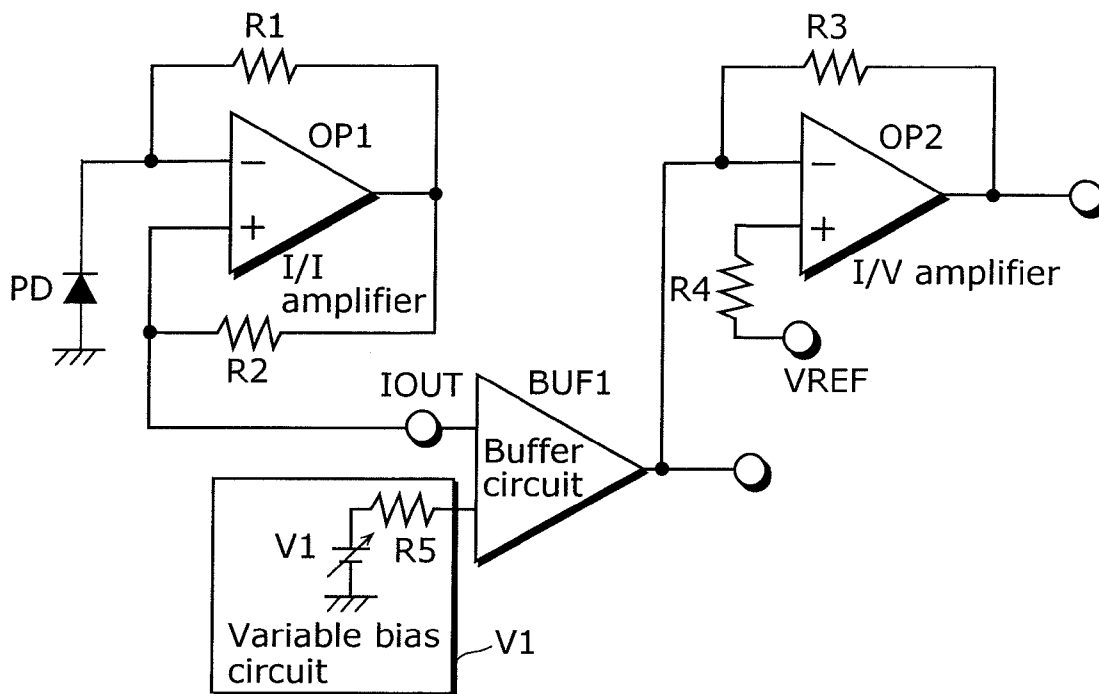 R1
OP1
−
+
I/I
amplifier
PD
R2
R3
OP2
−
+
I/V amplifier
R4
VREF
IOUT
BUF1
Buffer
circuit
V1
R5
Variable bias
circuit
V1